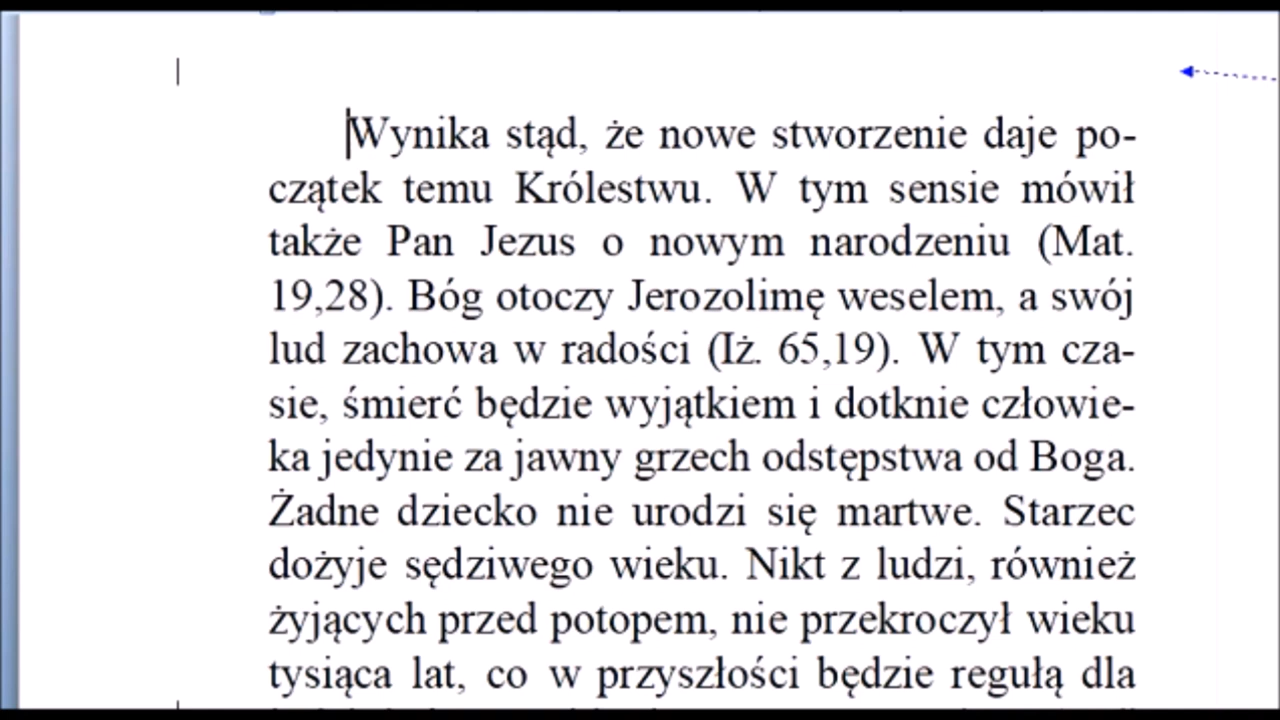 Wynika stąd, że nowe stworzenie daje po-
czątek temu Królestwu. W tym sensie mówił
także Pan Jezus o nowym narodzeniu (Mat.
19,28). Bóg otoczy Jerozolimę weselem, a swój
lud zachowa w radości (Iż. 65,19). W tym cza-
sie, śmierć będzie wyjątkiem i dotknie człowie-
ka jedynie za jawny grzech odstępstwa od Boga.
Żadne dziecko nie urodzi się martwe. Starzec
dożyje sędziwego wieku. Nikt z ludzi, również
żyjących przed potopem, nie przekroczył wieku
tysiąca lat, co w przyszłości będzie regułą dla